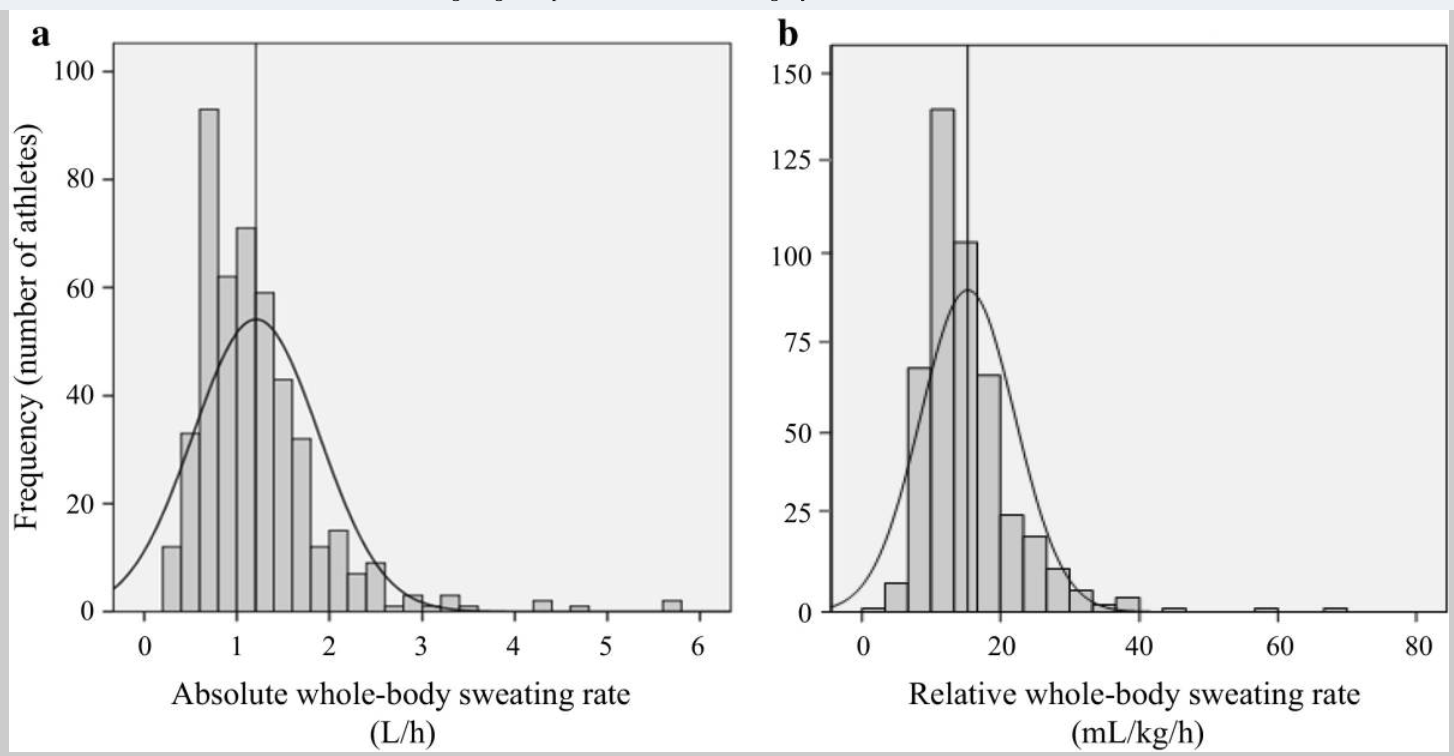 a
100
80
60
40
20
0
Frequency (number of athletes)
0 1 2 3 4 5 6
Absolute whole-body sweating rate
(L/h)
b
150
125
100
75
50
25
0
0 20 40 60 80
Relative whole-body sweating rate
(mL/kg/h)